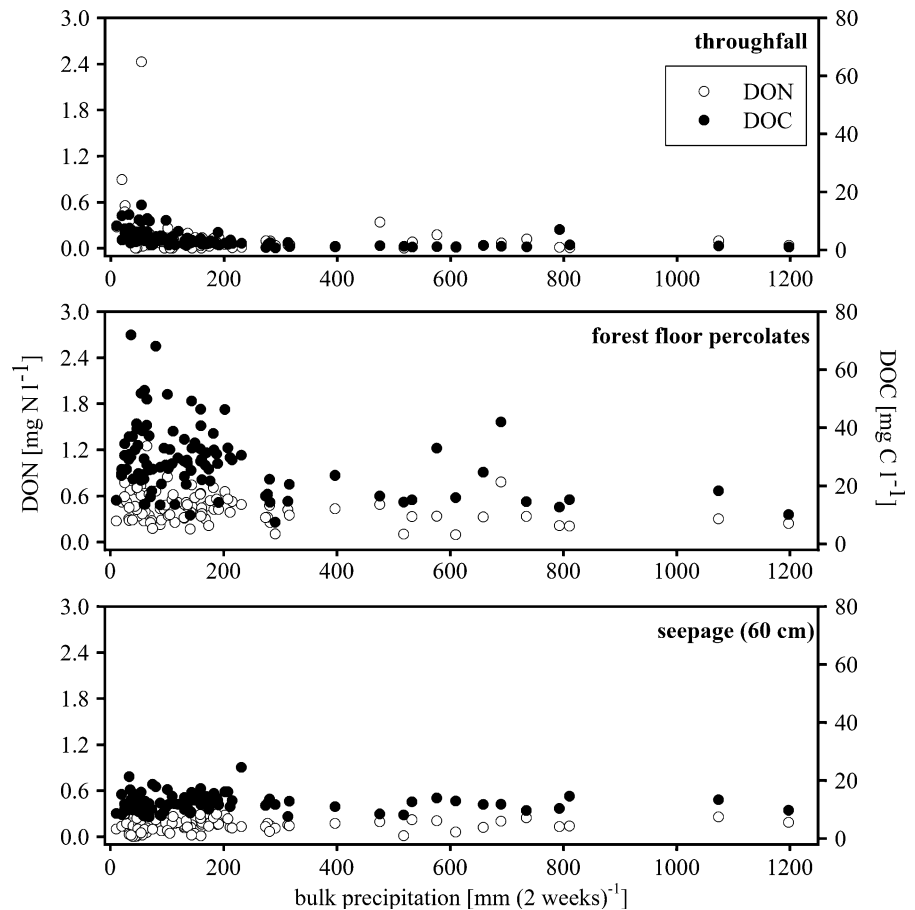 3.0 80
throughfall
2.4
DON
60
1.8
DOC
40
1.2
0.6 20
0.0 0
0 200 400 600 800 1000 1200
3.0 80
forest floor percolates
2.4 60
1.8
40
1.2
0.6 20
0.0 0
0 200 400 600 800 1000 1200
DON [mg N l-1]
DOC [mg C l-1]
3.0 80
seepage (60 cm)
2.4 60
1.8
40
1.2
0.6 20
0.0 0
0 200 400 600 800 1000 1200
bulk precipitation [mm (2 weeks)-1]